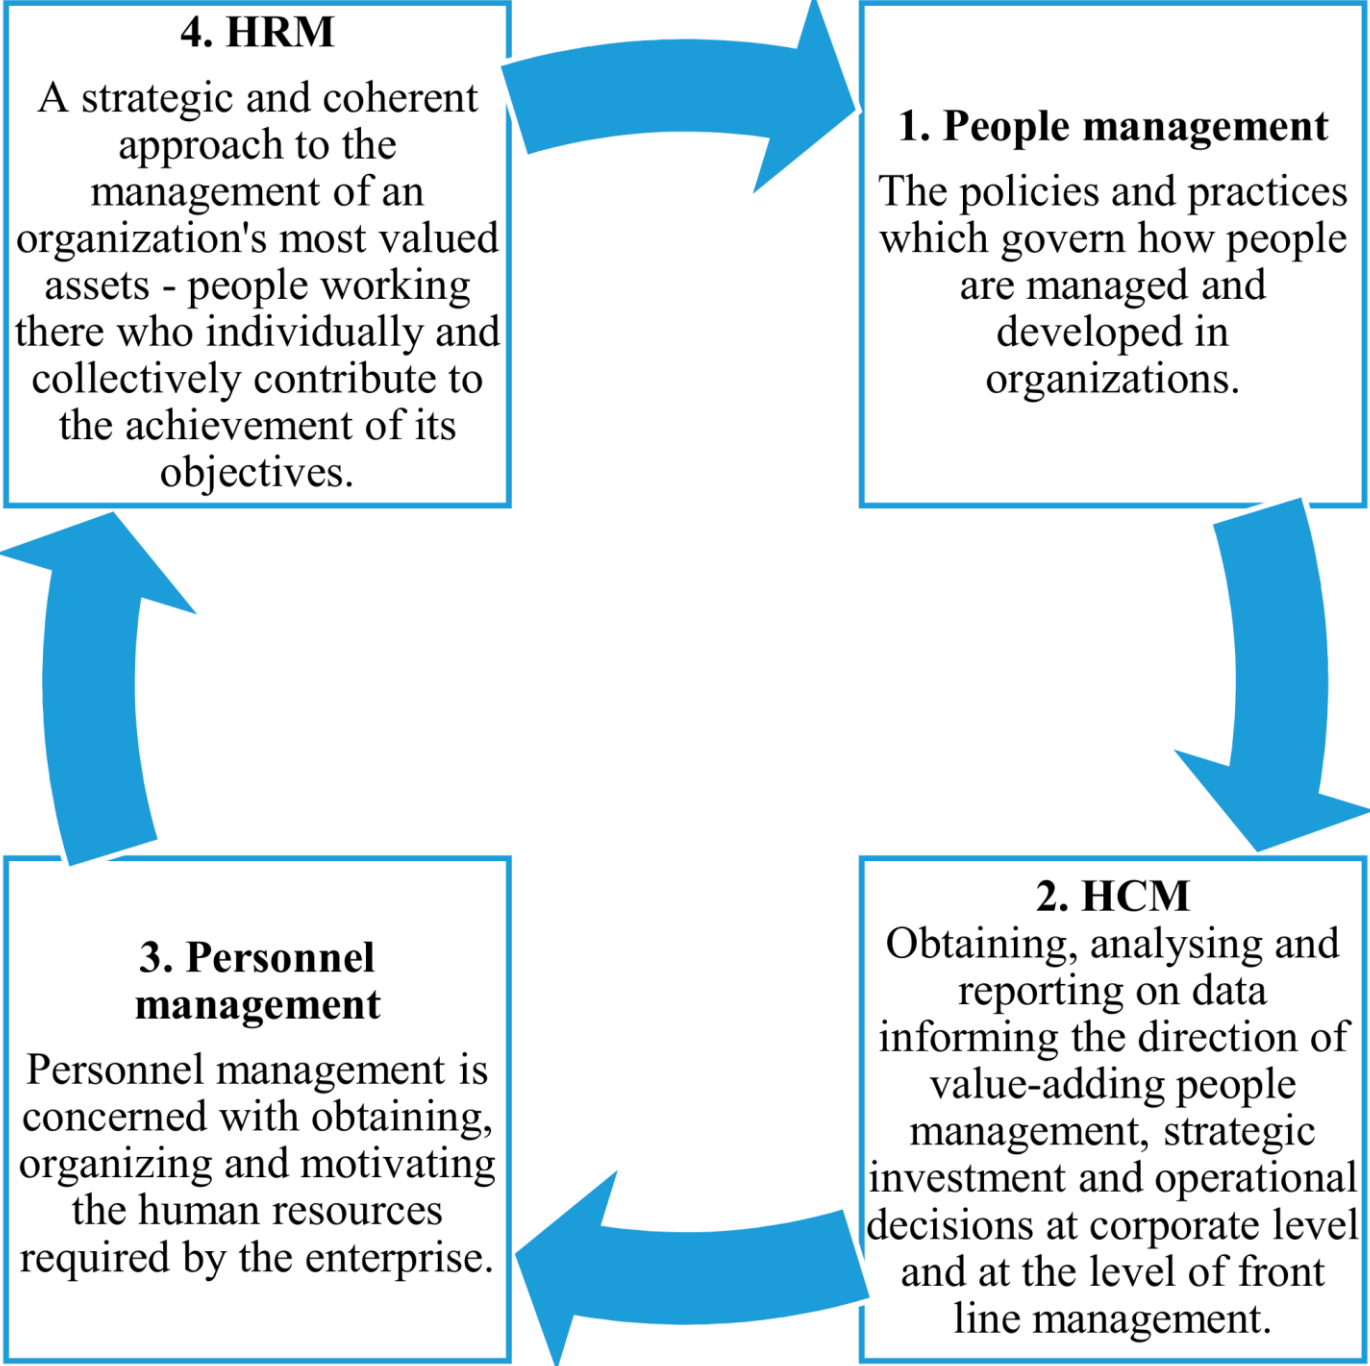 4. HRM
A strategic and coherent
approach to the
management of an
organization's most valued
assets - people working
there who individually and
collectively contribute to
the achievement of its
objectives.
1. People management
The policies and practices
which govern how people
are managed and
developed in
organizations.
3. Personnel
management
Personnel management is
concerned with obtaining,
organizing and motivating
the human resources
required by the enterprise.
2. HCM
Obtaining, analysing and
reporting on data
informing the direction of
value-adding people
management, strategic
investment and operational
decisions at corporate level
and at the level of front
line management.